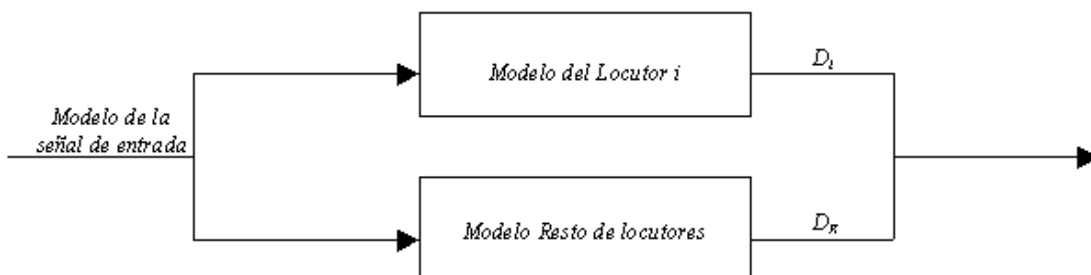 Modelo de la
señal de entrada
Modelo del Locutor i
D_i
Modelo Resto de locutores
D_R